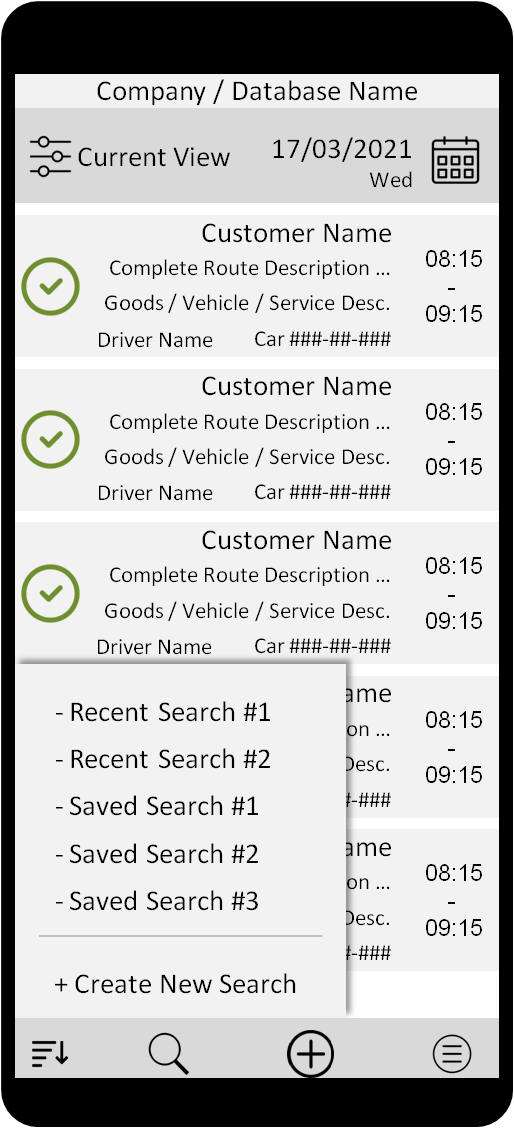 Company / Database Name
Current View
17/03/2021
Wed
Customer Name
Complete Route Description ...
Goods / Vehicle / Service Desc.
Driver Name Car ###-##-###
08:15
-
09:15
Customer Name
Complete Route Description ...
Goods / Vehicle / Service Desc.
Driver Name Car ###-##-###
08:15
-
09:15
Customer Name
Complete Route Description ...
Goods / Vehicle / Service Desc.
Driver Name Car ###-##-###
08:15
-
09:15
ame
on ...
Desc.
#-###
08:15
-
09:15
ame
on ...
Desc.
#-###
08:15
-
09:15
- Recent Search #1
- Recent Search #2
- Saved Search #1
- Saved Search #2
- Saved Search #3
+ Create New Search